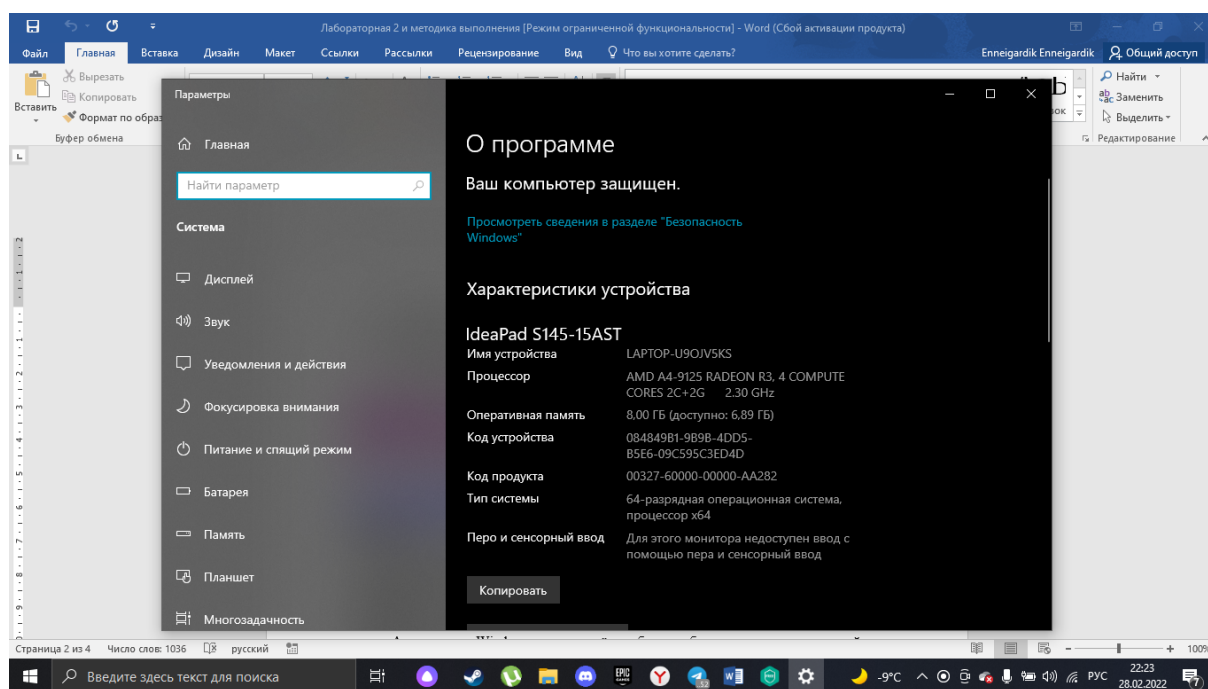 Лабораторная 2 и методика выполнения [Режим ограниченной функциональности] - Word (Сбой активации продукта)
Файл Главная Вставка Дизайн Макет Ссылки Рассылки Рецензирование Вид Что вы хотите сделать? Enneigardik Enneigardik Общий доступ
Вставить
Вырезать
Копировать
Формат по образ
Буфер обмена
Найти
Заменить
Выделить
Редактирование
Параметры
Главная
Найти параметр
Система
Дисплей
Звук
Уведомления и действия
Фокусировка внимания
Питание и спящий режим
Батарея
Память
Планшет
Многозадачность
О программе
Ваш компьютер защищен.
Просмотреть сведения в разделе "Безопасность
Windows"
Характеристики устройства
IdeaPad S145-15AST
Имя устройства LAPTOP-U9OJV5KS
Процессор AMD A4-9125 RADEON R3, 4 COMPUTE
CORES 2C+2G 2.30 GHz
Оперативная память 8,00 ГБ (доступно: 6,89 ГБ)
Код устройства 084849B1-9B9B-4DD5-
B5E6-09C595C3ED4D
Код продукта 00327-60000-00000-AA282
Тип системы 64-разрядная операционная система,
процессор x64
Перо и сенсорный ввод Для этого монитора недоступен ввод с
помощью пера и сенсорный ввод
Копировать
Страница 2 из 4 Число слов: 1036 русский 100%
Введите здесь текст для поиска
EPIC
52
-9°C
РУС
22:23
28.02.2022
7